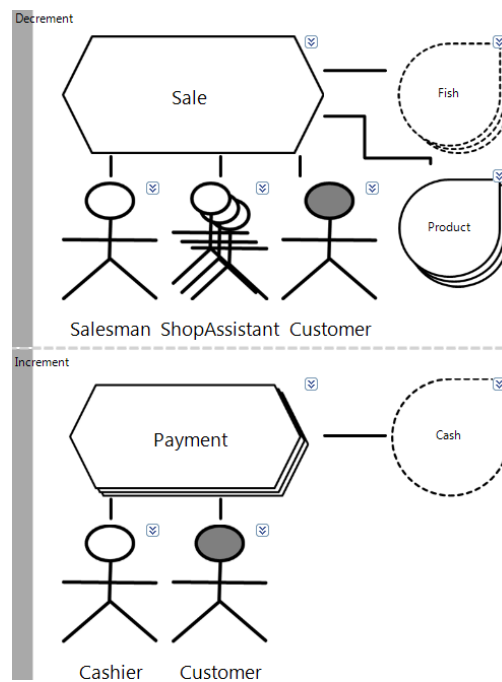 Decrement
Sale
Fish
Product
Salesman ShopAssistant Customer
Increment
Payment
Cash
Cashier Customer